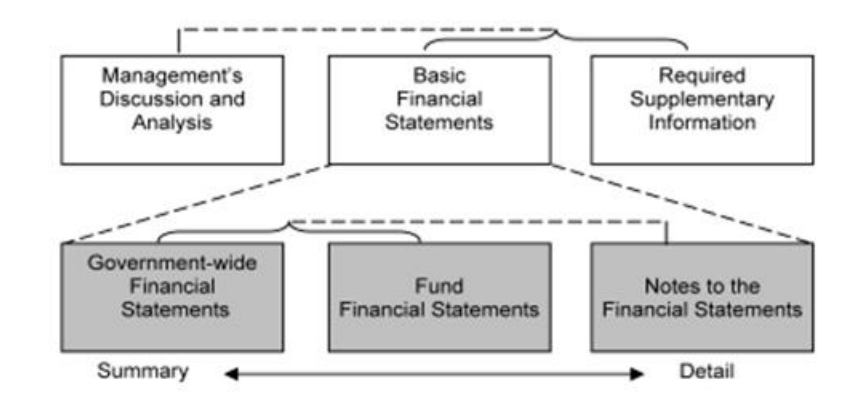 Management's
Discussion and
Analysis
Basic
Financial
Statements
Required
Supplementary
Information
Government-wide
Financial
Statements
Fund
Financial Statements
Notes to the
Financial Statements
Summary
Detail